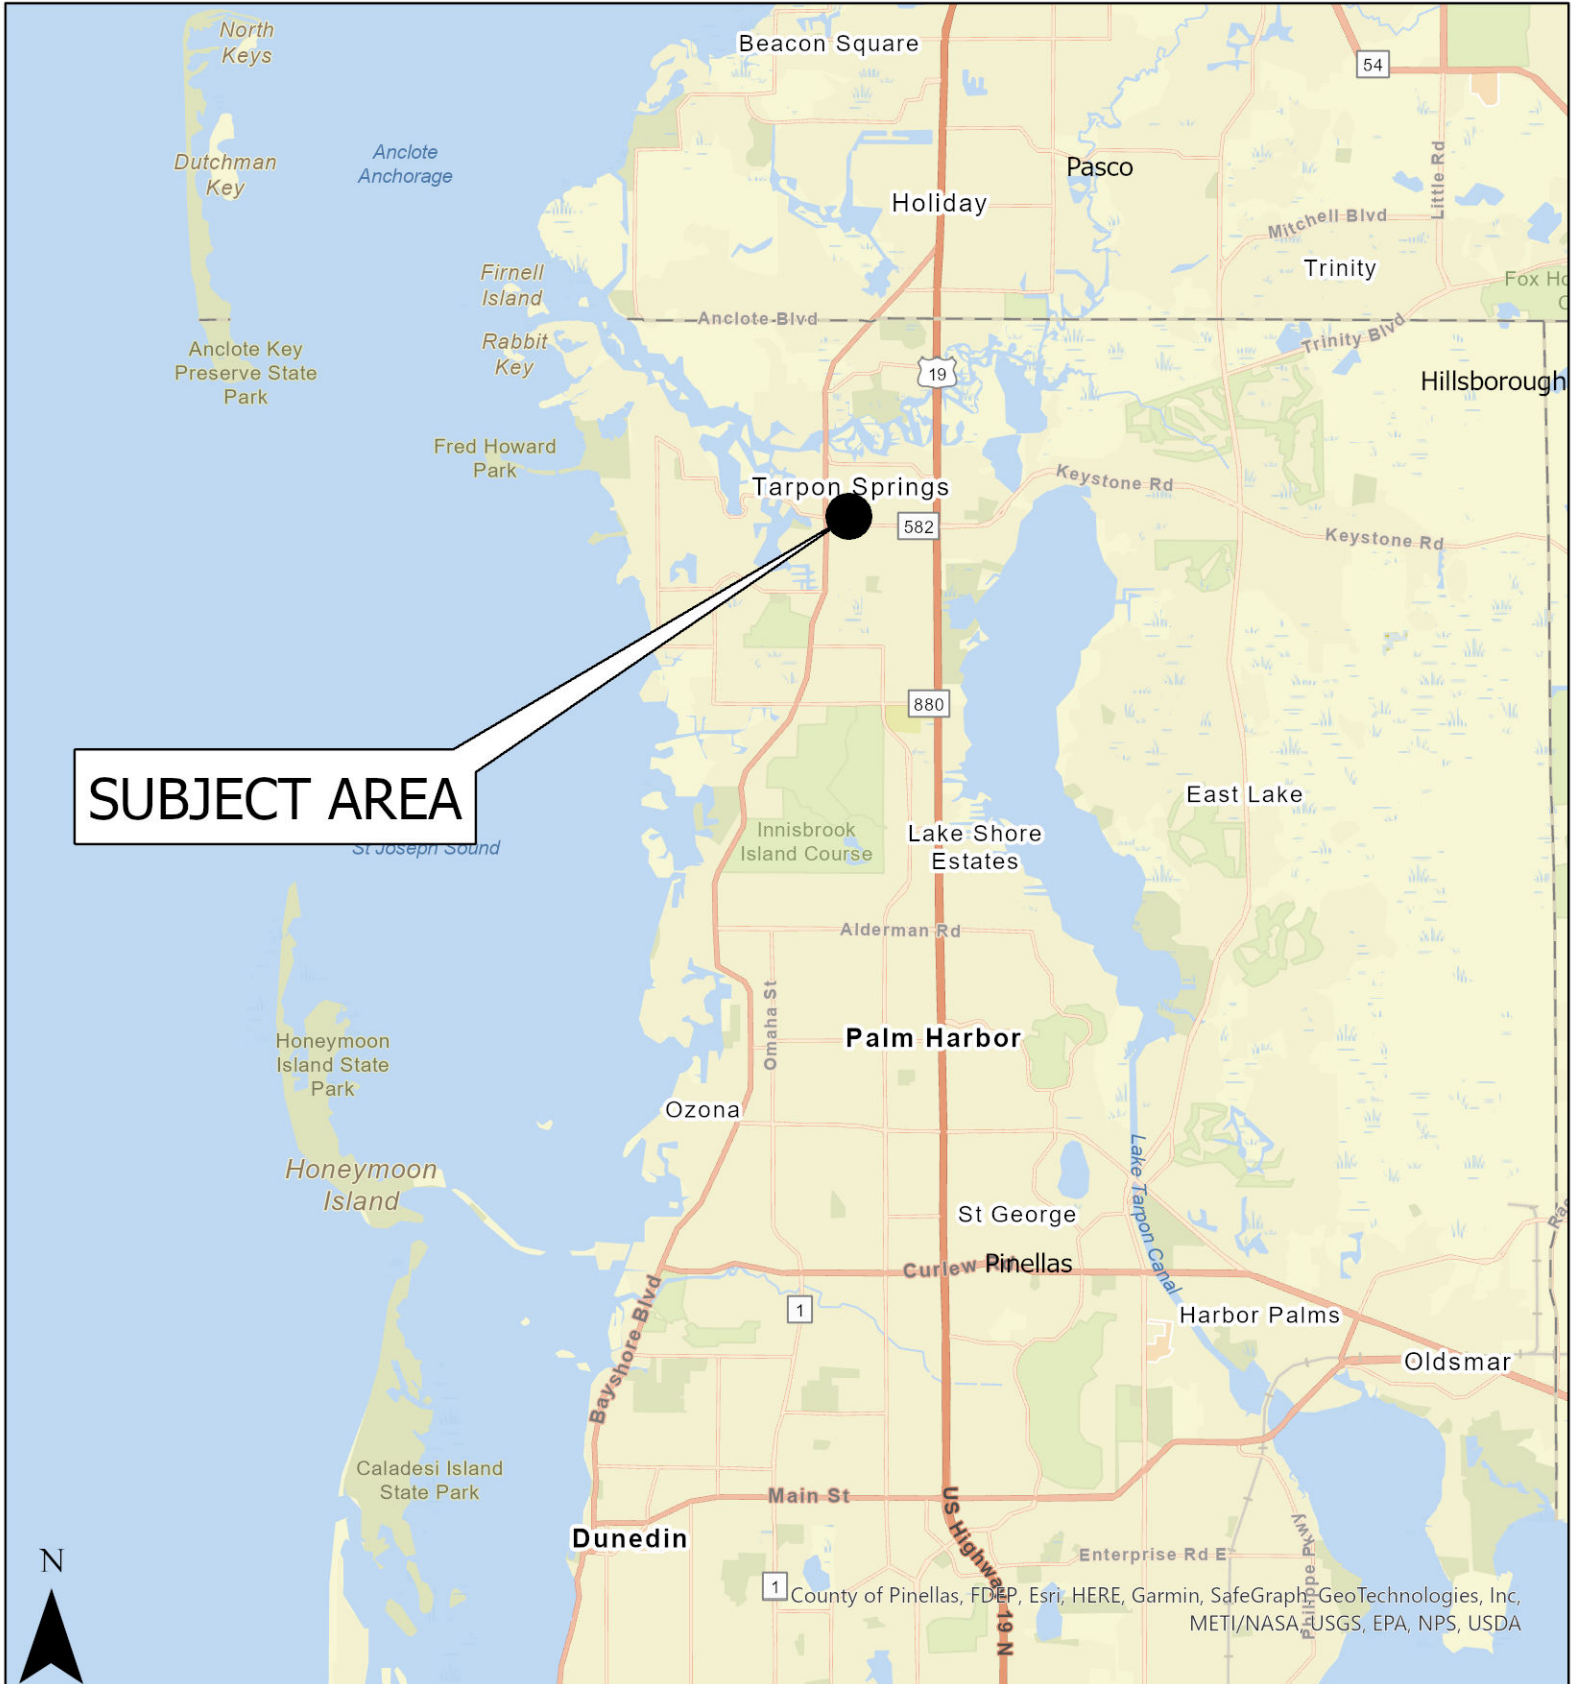 North
Keys
Beacon Square
54
Anclote
Anchorage
Dutchman
Key
Pasco
Little Rd
Holiday
Mitchell Blvd
Trinity
Firnell
Island
Fox Ho
Anclote Blvd
Trinity Blvd
Rabbit
Key
Anclote Key
Preserve State
Park
19
Hillsborough
Fred Howard
Park
Keystone Rd
Tarpon Springs
582
Keystone Rd
880
SUBJECT AREA
East Lake
Innisbrook
Island Course
Lake Shore
Estates
St Joseph Sound
Alderman Rd
Omaha St
Palm Harbor
Honeymoon
Island State
Park
Ozona
Honeymoon
Island
Lake Tarpon Canal
St George
Pinellas
Curlew Rd
1
Bayshore Blvd
Harbor Palms
Oldsmar
Caladesi Island
State Park
Main St
US Highway 19 N
Dunedin
Enterprise Rd E
Philippe Pkwy
N
1
County of Pinellas, FDEP, Esri, HERE, Garmin, SafeGraph, GeoTechnologies, Inc,
METI/NASA, USGS, EPA, NPS, USDA